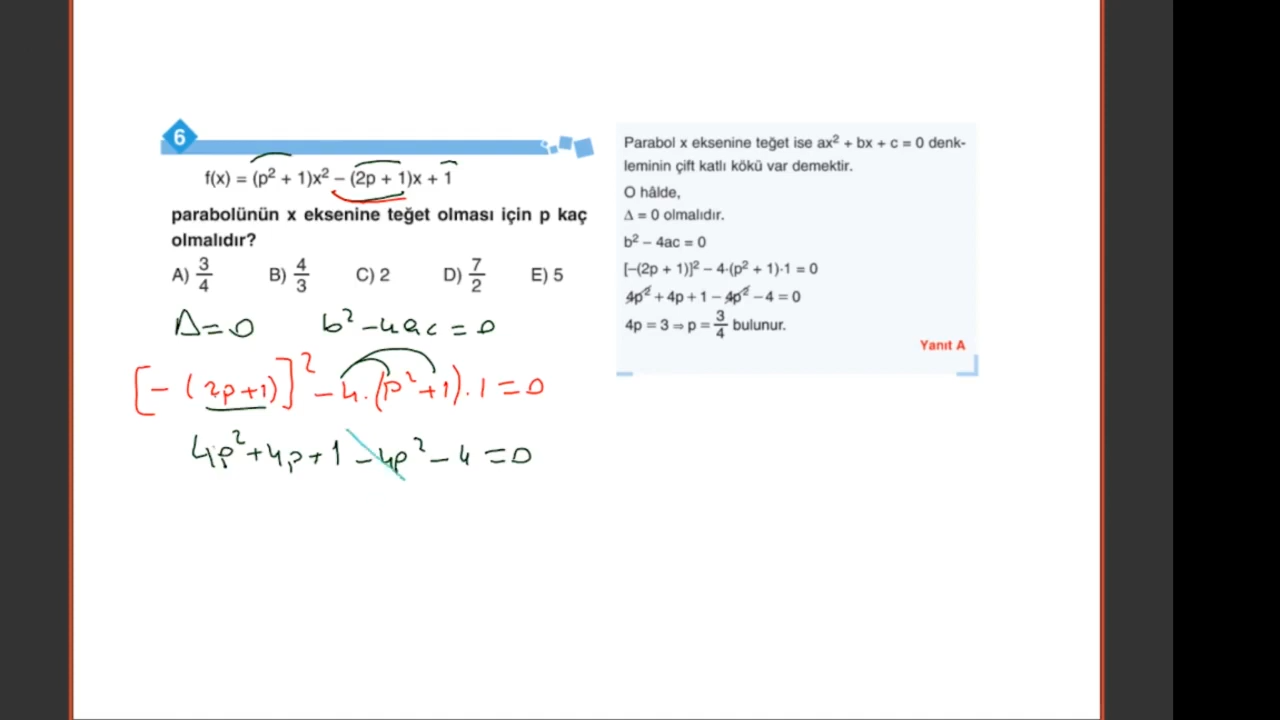 6
f(x) = (p² + 1)x² − (2p + 1)x + 1
parabolünün x eksenine teğet olması için p kaç
olmalıdır?
A) 3/4 B) 4/3 C) 2 D) 7/2 E) 5
Δ = 0 b² − 4ac = 0
[− (2p+1)]² − 4 . (p² + 1) . 1 = 0
4p² + 4p + 1 − 4p² − 4 = 0
Parabol x eksenine teğet ise ax² + bx + c = 0 denk-
leminin çift katlı kökü var demektir.
O hâlde,
Δ = 0 olmalıdır.
b² − 4ac = 0
[−(2p + 1)]² − 4·(p² + 1)·1 = 0
4p² + 4p + 1 − 4p² − 4 = 0
4p = 3 ⇒ p = 3/4 bulunur.
Yanıt A